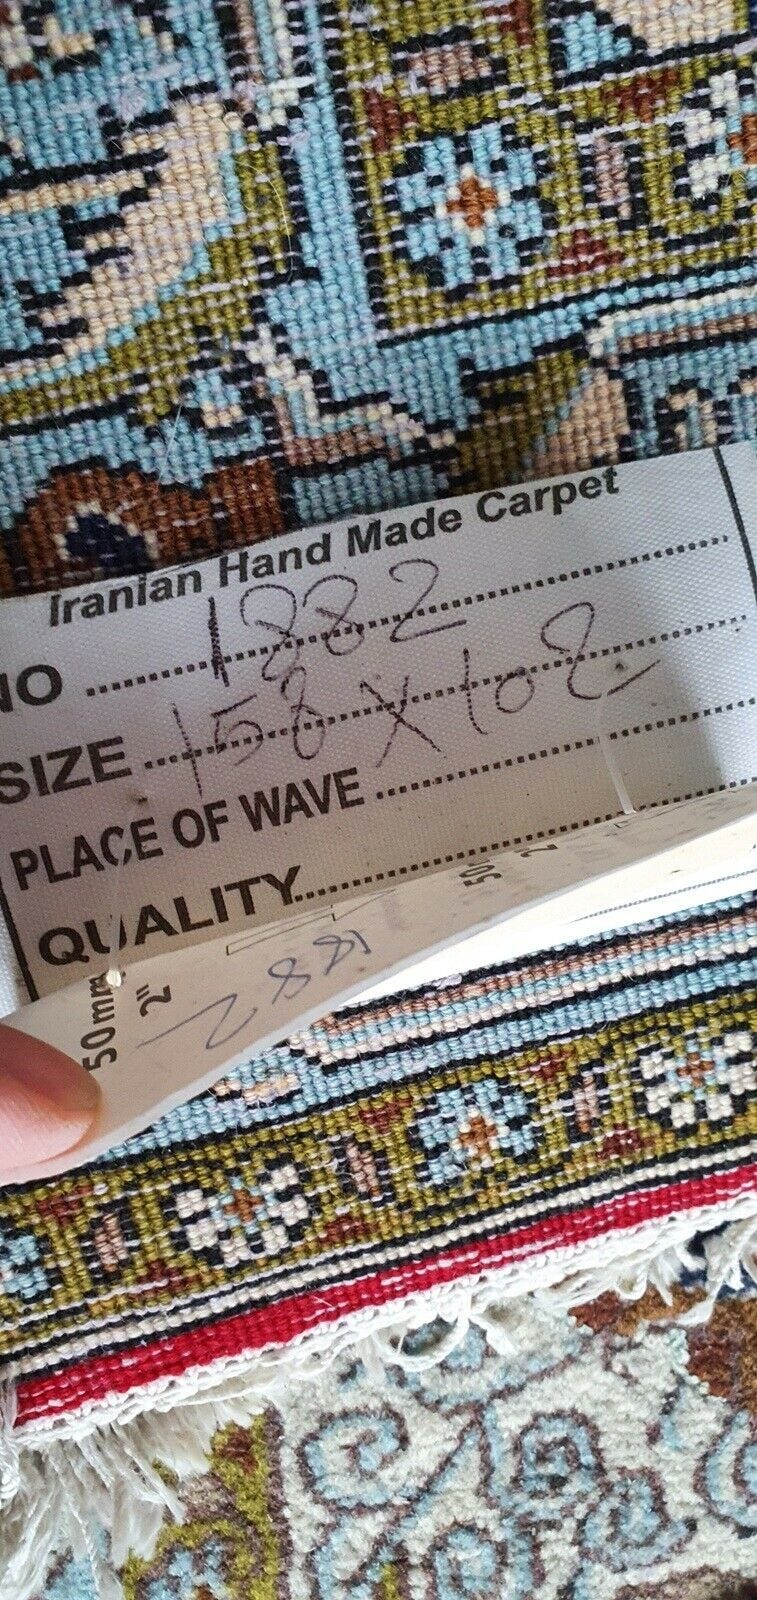 Iranian Hand Made Carpet
NO 1882
SIZE 158 X 102
PLACE OF WAVE
QUALITY
50mm
2"
1882